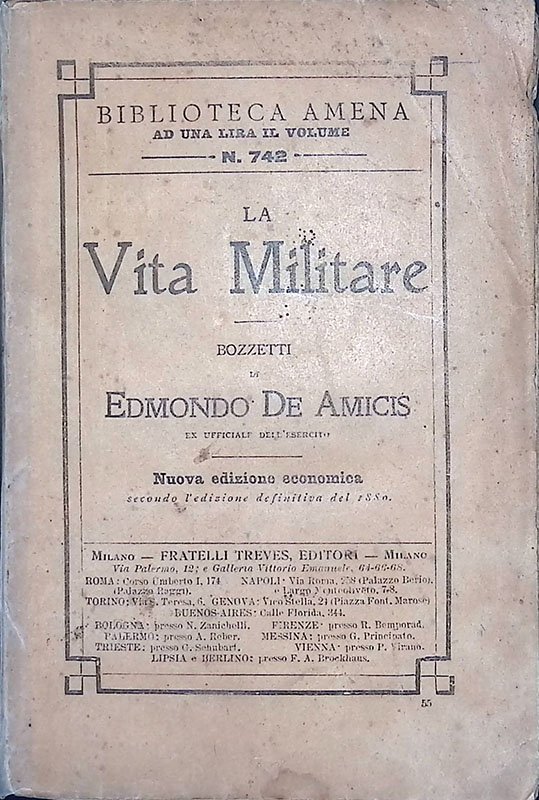 BIBLIOTECA AMENA
AD UNA LIRA IL VOLUME
N. 742
LA
Vita Militare
BOZZETTI
DI
EDMONDO DE AMICIS
EX UFFICIALE DELL'ESERCITO
Nuova edizione economica
secondo l'edizione definitiva del 1880.
MILANO — FRATELLI TREVES, EDITORI — MILANO
Via Palermo, 12; e Galleria Vittorio Emanuele, 64-66-68.
ROMA: Corso Umberto I, 174 NAPOLI: Via Roma, (Palazzo Berio),
(Palazzo Raggi). e Largo Monteoliveto, 7-8.
TORINO: Via S. Teresa, 6. GENOVA: Vico Stella, 21 (Piazza Font. Marose)
BUENOS-AIRES: Calle Florida, 344.
BOLOGNA: presso N. Zanichelli. FIRENZE: presso R. Bemporad.
PALERMO: presso A. Reber. MESSINA: presso G. Principato.
TRIESTE: presso C. Schubart. VIENNA: presso P. Virano.
LIPSIA e BERLINO: presso F. A. Brockhaus.
55